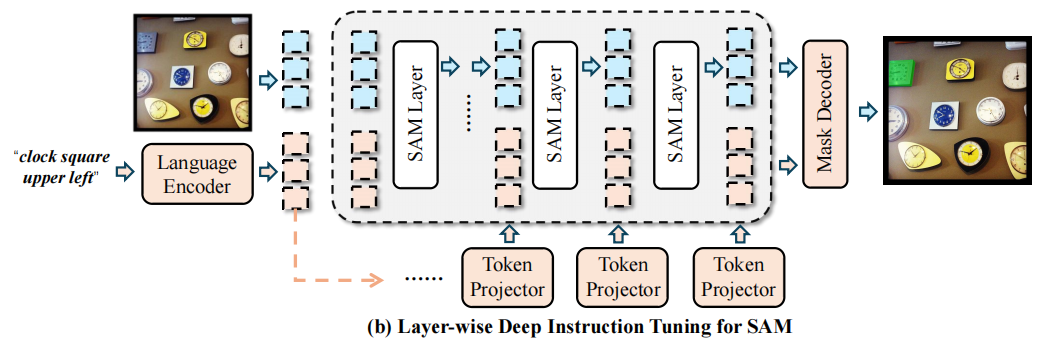 "clock square
upper left"
Language
Encoder
SAM Layer
......
SAM Layer
SAM Layer
Mask Decoder
......
Token
Projector
Token
Projector
Token
Projector
(b) Layer-wise Deep Instruction Tuning for SAM